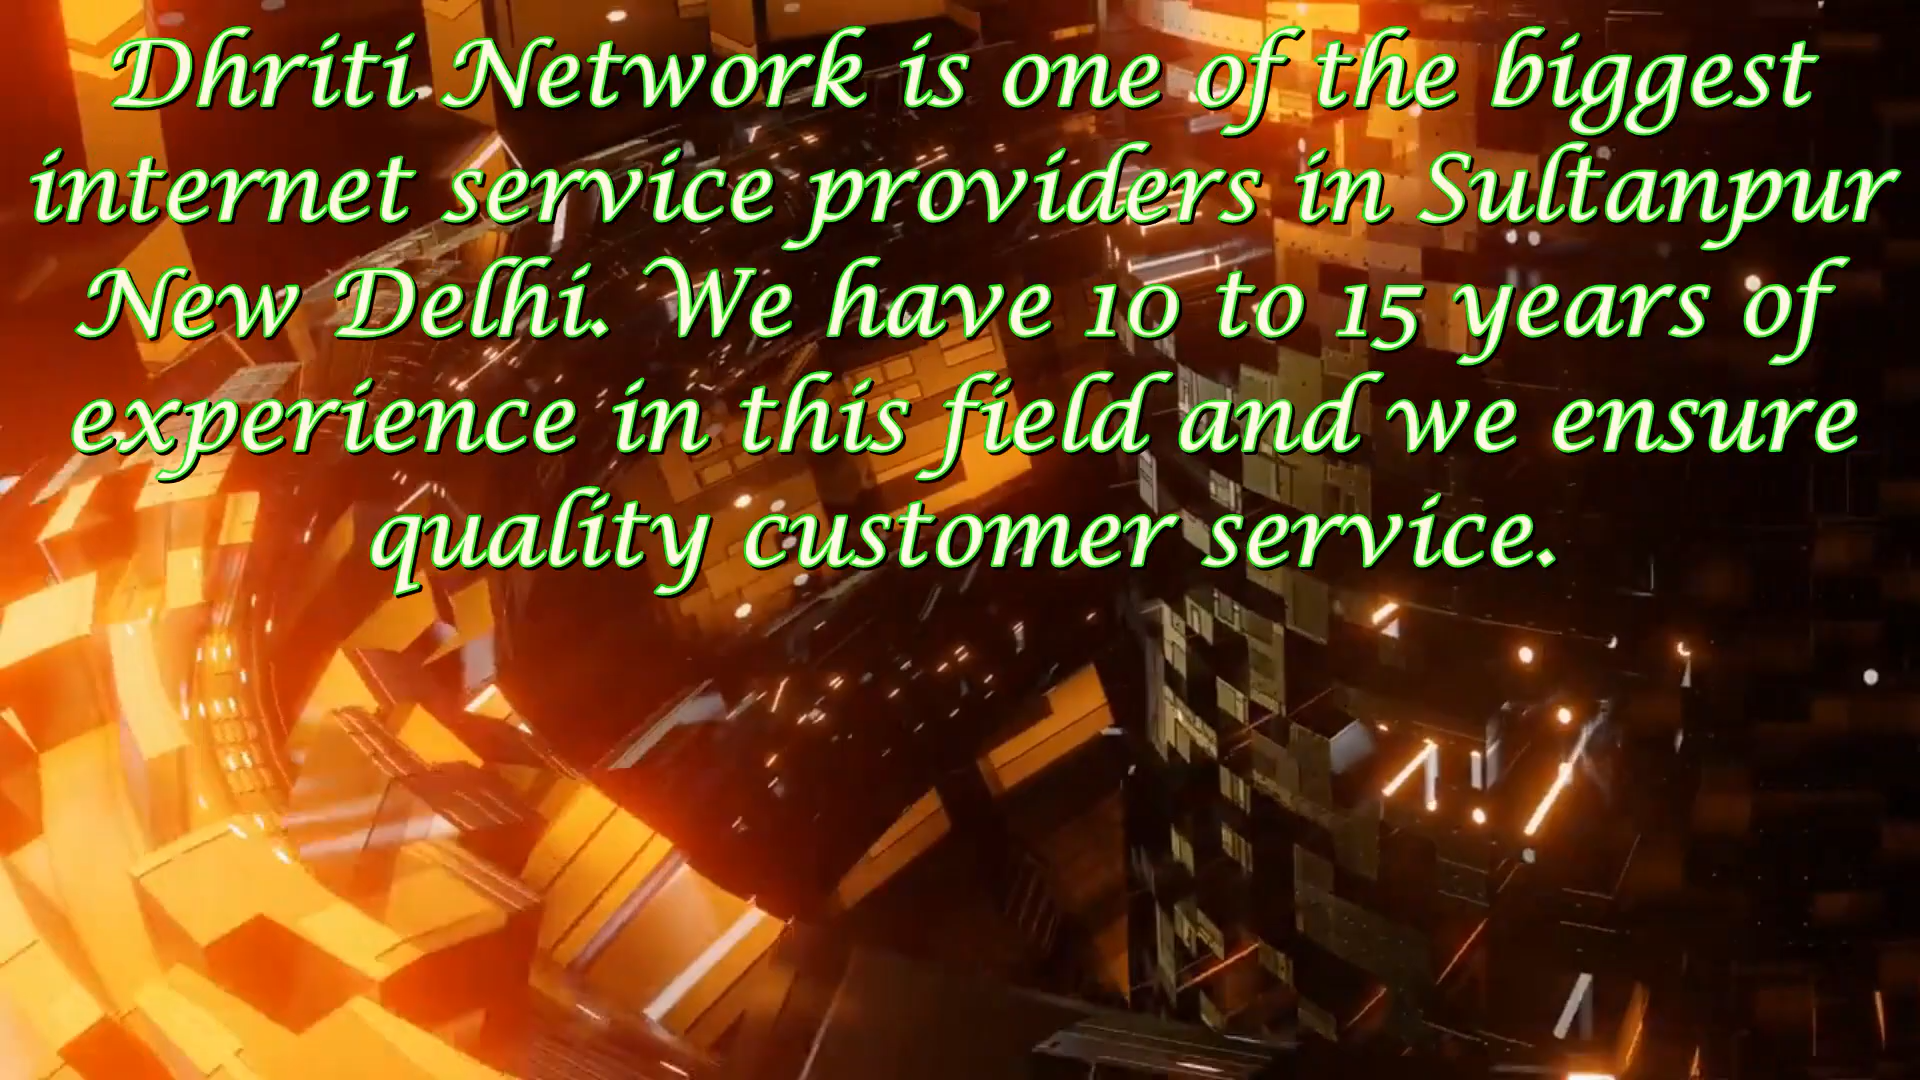 Dhriti Network is one of the biggest
internet service providers in Sultanpur
New Delhi. We have 10 to 15 years of
experience in this field and we ensure
quality customer service.